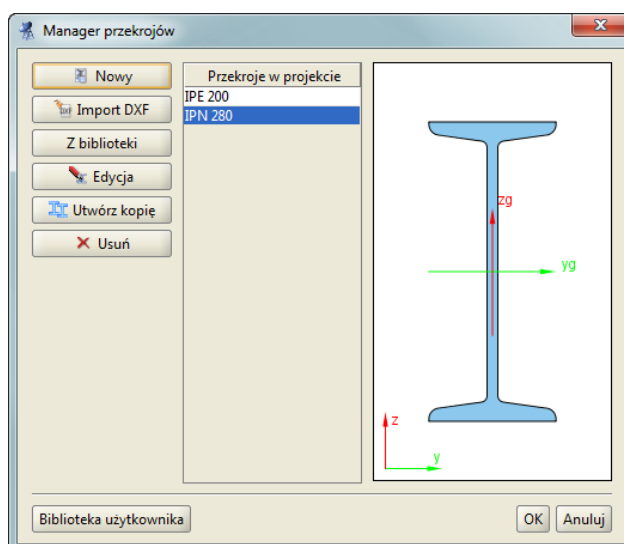 Manager przekrojów
Nowy
Import DXF
Z biblioteki
Edycja
Utwórz kopię
Usuń
Przekroje w projekcie
IPE 200
IPN 280
zg
yg
z
y
Biblioteka użytkownika
OK
Anuluj